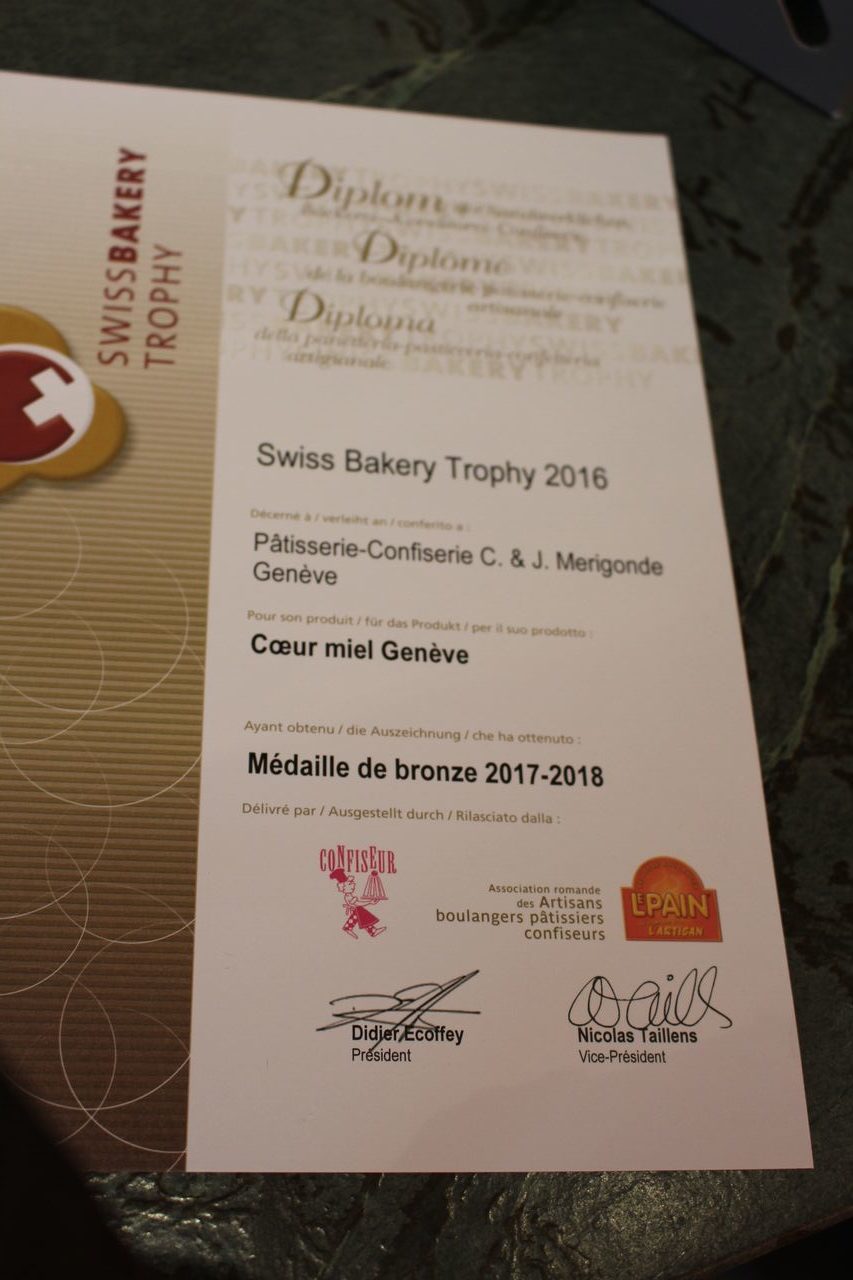 SWISSBAKERY
TROPHY
Diplom
Diplôme
de la boulangerie-pâtisserie-confiserie
artisanale
Diploma
della panetteria-pasticceria-confetteria
artigianale
Swiss Bakery Trophy 2016
Décerné à / verleiht an / conferito a :
Pâtisserie-Confiserie C. & J. Merigonde
Genève
Pour son produit / für das Produkt / per il suo prodotto :
Cœur miel Genève
Ayant obtenu / die Auszeichnung / che ha ottenuto :
Médaille de bronze 2017-2018
Délivré par / Ausgestellt durch / Rilasciato dalla :
CONFISEUR
Association romande
des Artisans
boulangers pâtissiers
confiseurs
LE PAIN
L'ARTISAN
Didier Ecoffey
Président
Nicolas Taillens
Vice-Président